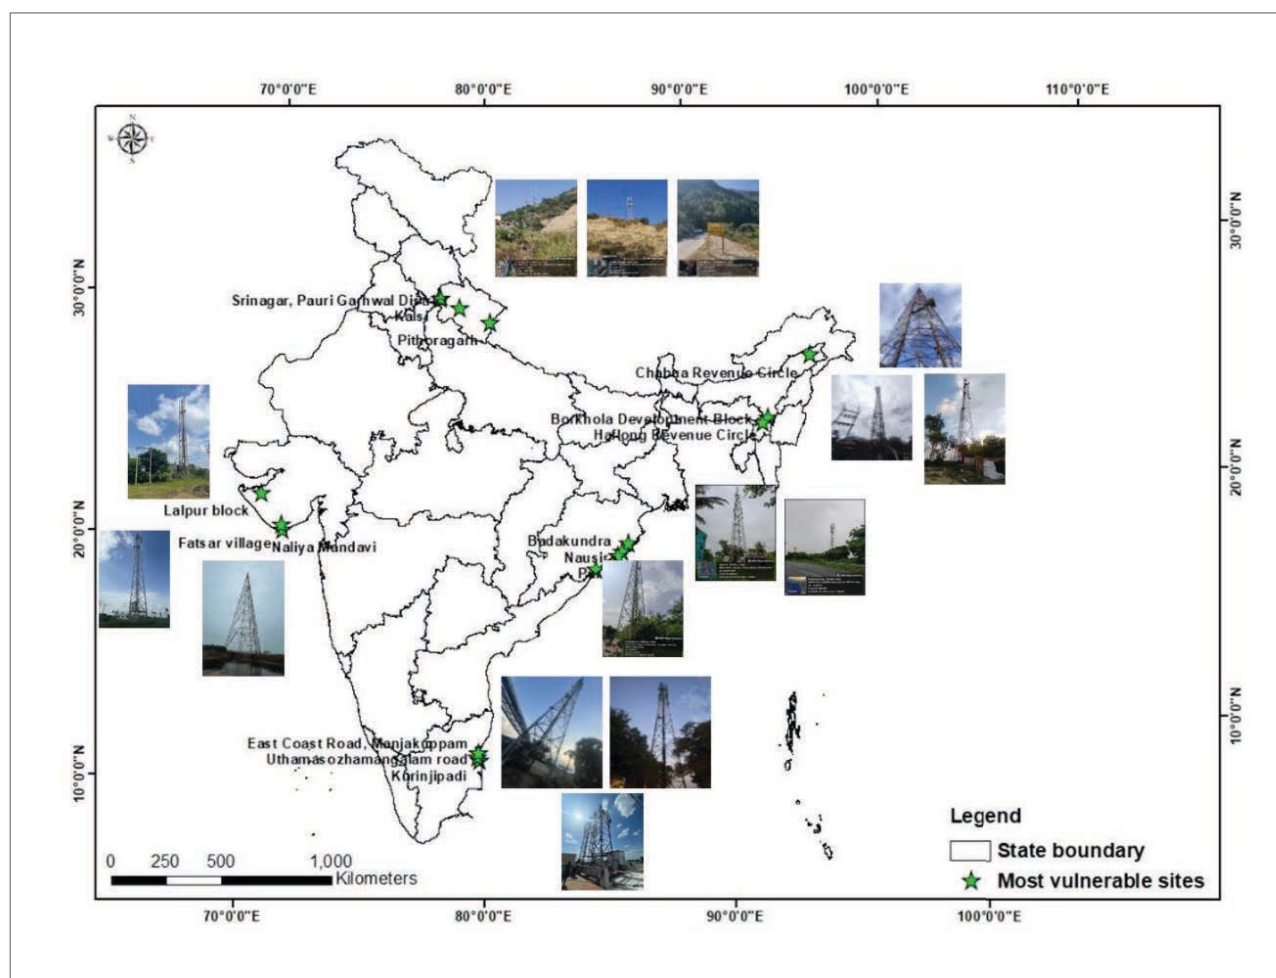 70°0'0"E 80°0'0"E 90°0'0"E 100°0'0"E 110°0'0"E
N
W E
S
30°0'0"N
30°0'0"N
Srinagar, Pauri Garhwal
Kalsi
Pithoragarh
Chabua Revenue Circle
Borkhola Development Block
Haflong Revenue Circle
20°0'0"N
Lalpur block
20°0'0"N
Fatsar village
Naliya Mandavi
Badakundra
10°0'0"N
East Coast Road, Manjakuppam
Uthamasozhamangalam road
Kurinjipadi
10°0'0"N
Legend
State boundary
Most vulnerable sites
0 250 500 1,000
Kilometers
70°0'0"E 80°0'0"E 90°0'0"E 100°0'0"E